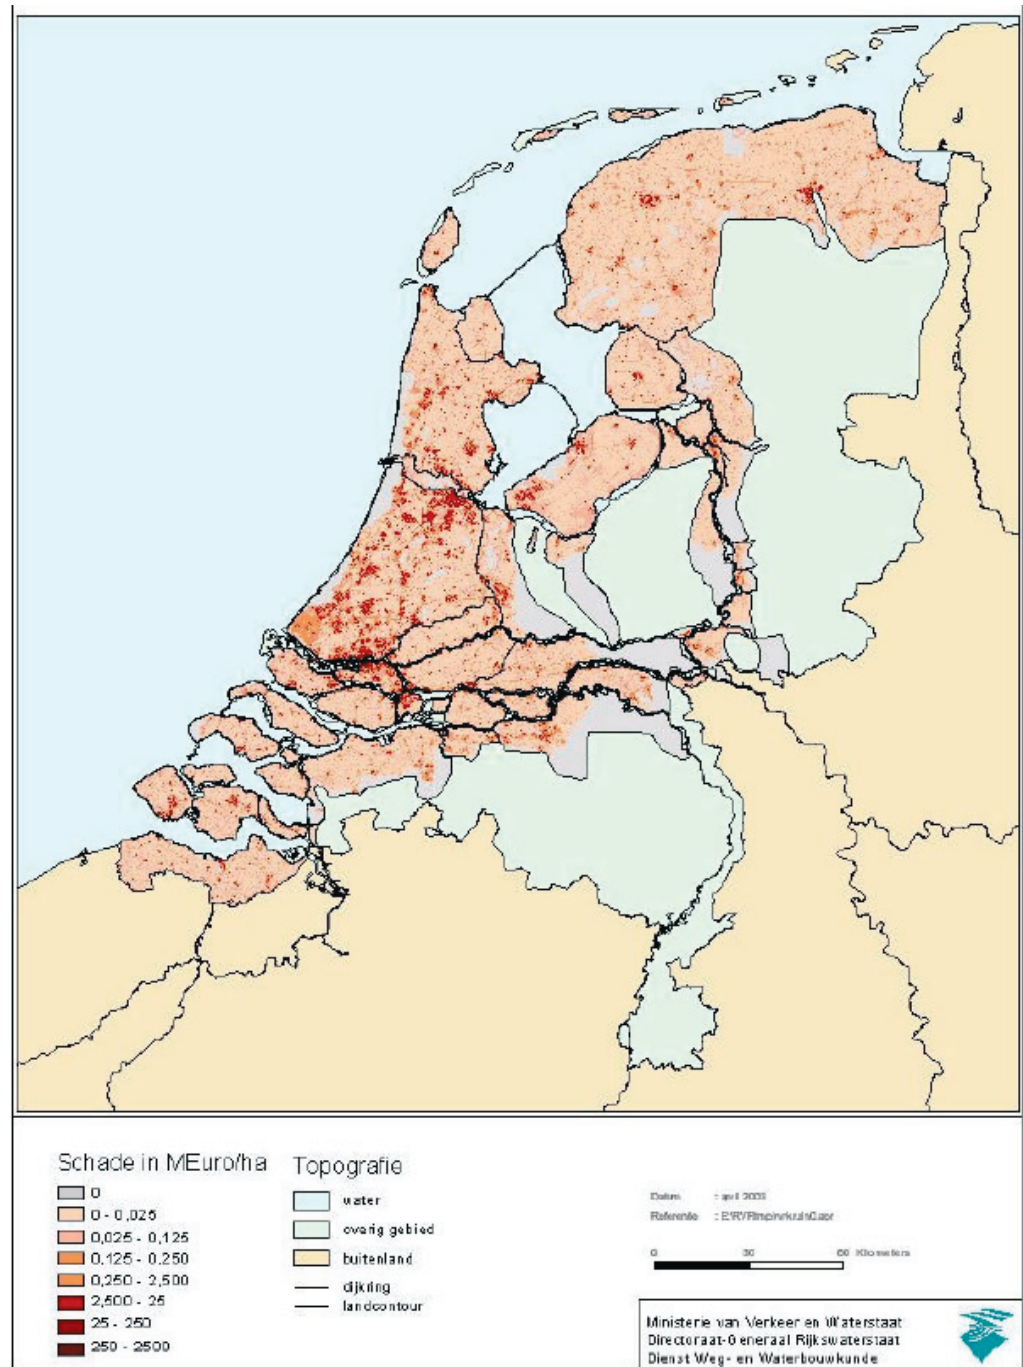 Schade in MEuro/ha
0
0 - 0,025
0,025 - 0,125
0,125 - 0,250
0,250 - 2,500
2,500 - 25
25 - 250
250 - 2500
Topografie
water
overig gebied
buitenland
dijkring
landcontour
Datum :
Referentie :
0 30 60 Kilometers
Ministerie van Verkeer en Waterstaat
Directoraat-Generaal Rijkswaterstaat
Dienst Weg- en Waterbouwkunde